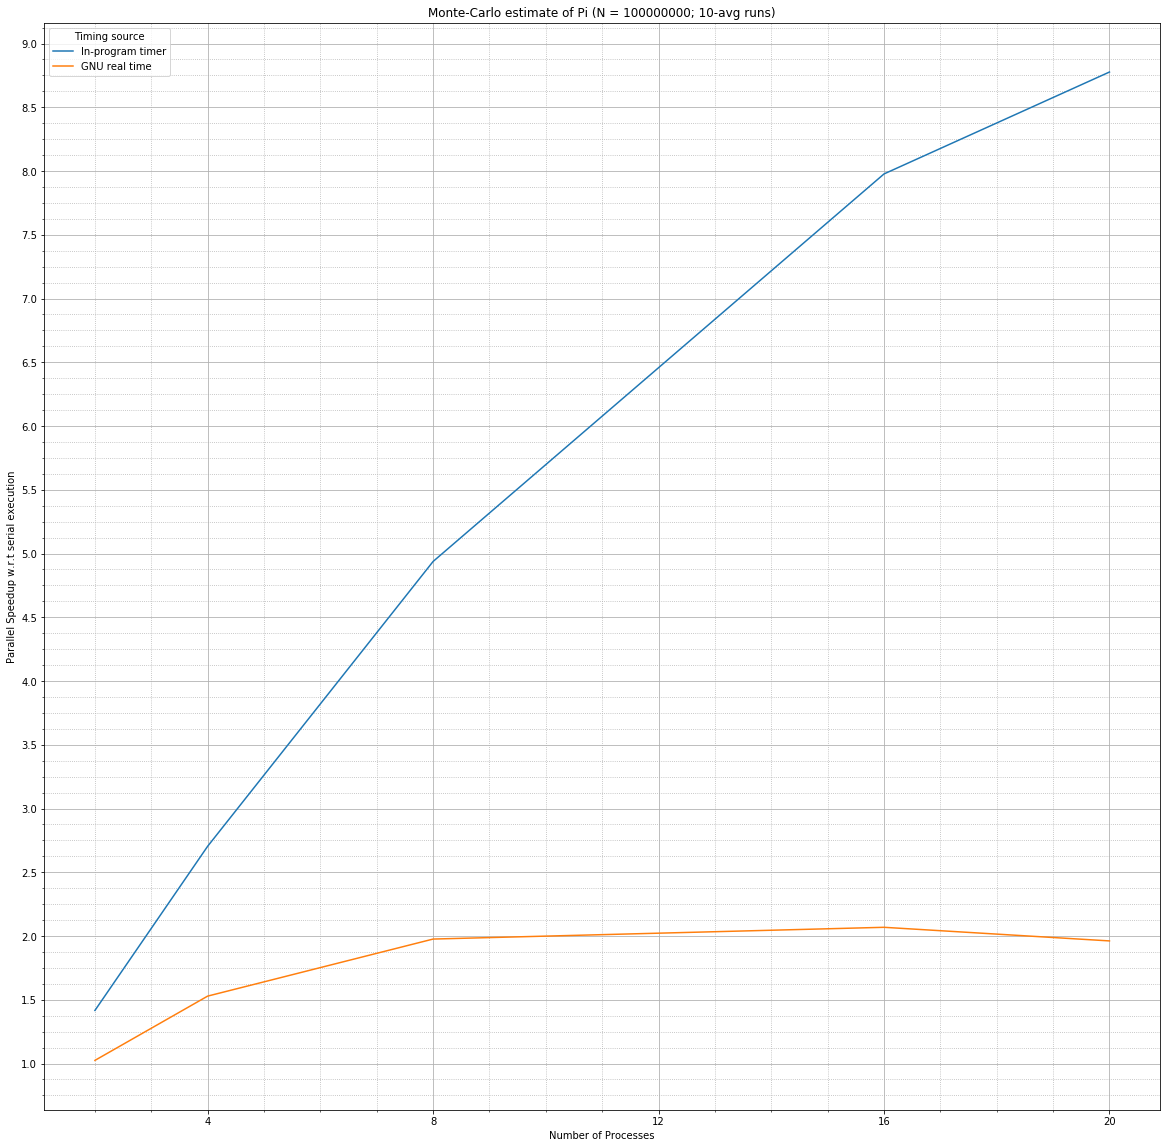 Monte-Carlo estimate of Pi (N = 100000000; 10-avg runs)
Timing source
In-program timer
GNU real time
9.0
8.5
8.0
7.5
7.0
6.5
6.0
5.5
5.0
4.5
4.0
3.5
3.0
2.5
2.0
1.5
1.0
Parallel Speedup w.r.t serial execution
4 8 12 16 20
Number of Processes